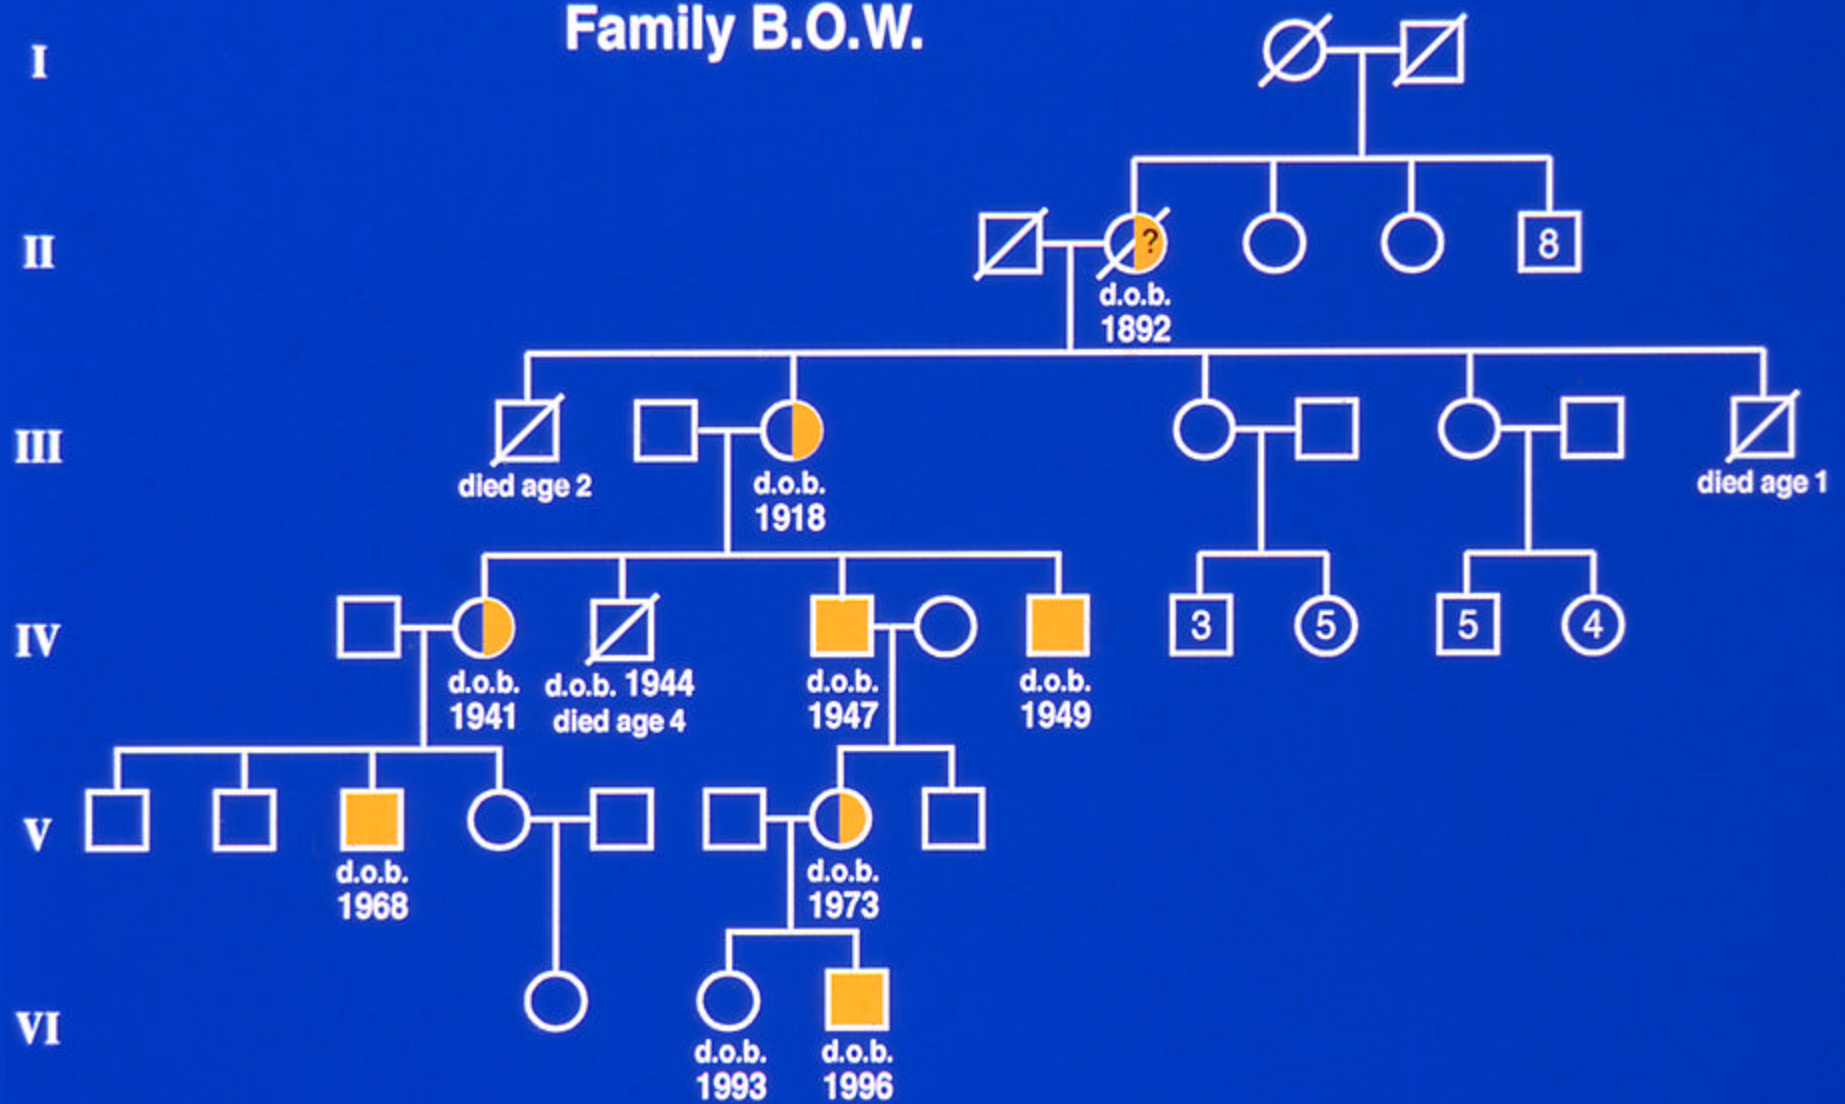 Family B.O.W.
I
II
?
8
d.o.b.
1892
III
died age 2
d.o.b.
1918
died age 1
IV
3
5
5
4
d.o.b.
1941
d.o.b. 1944
died age 4
d.o.b.
1947
d.o.b.
1949
V
d.o.b.
1968
d.o.b.
1973
VI
d.o.b.
1993
d.o.b.
1996